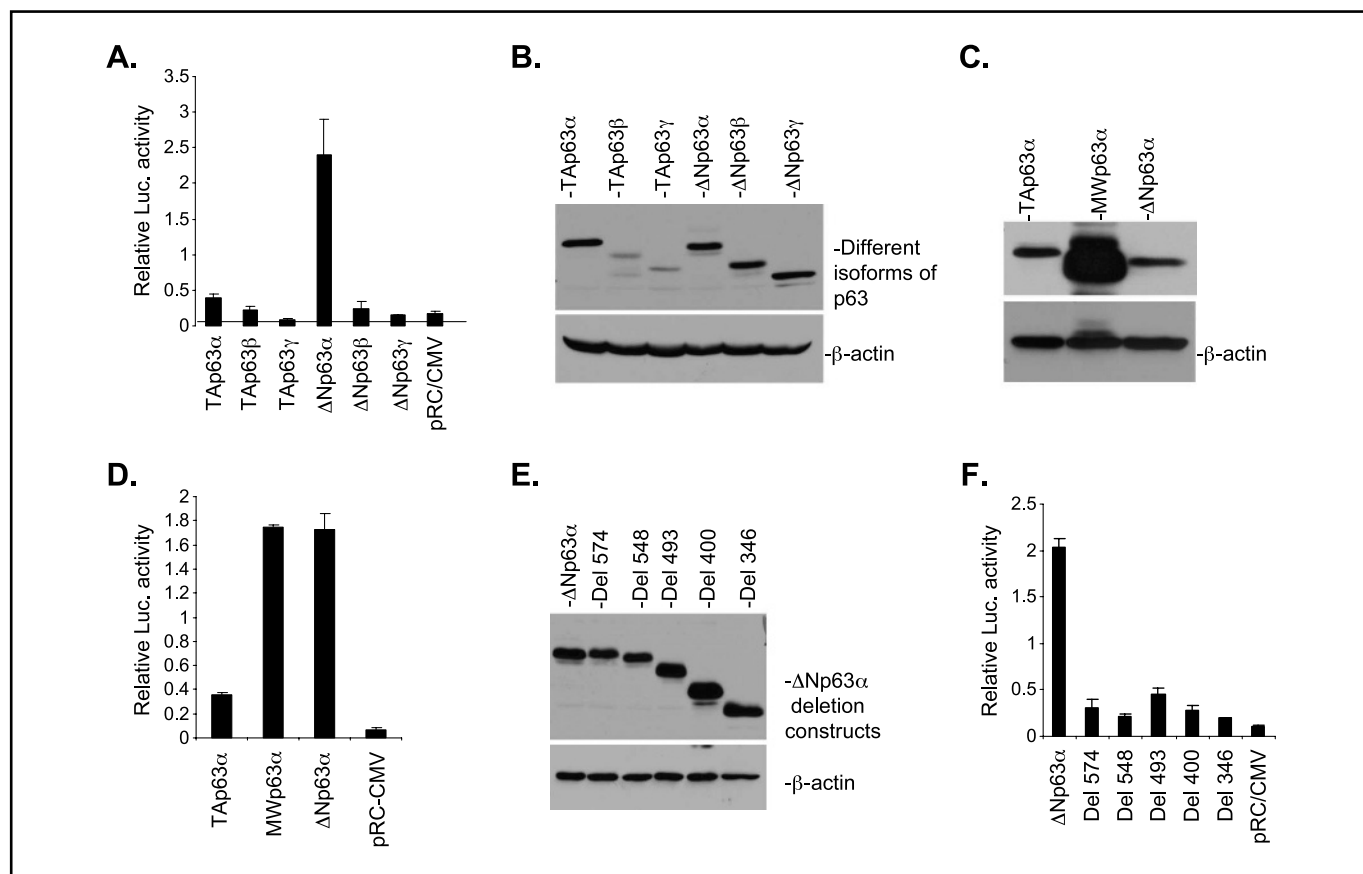 A.
Relative Luc. activity
3.5
3
2.5
2
1.5
1
0.5
0
TAp63α
TAp63β
TAp63γ
ΔNp63α
ΔNp63β
ΔNp63γ
pRC/CMV
B.
-TAp63α
-TAp63β
-TAp63γ
-ΔNp63α
-ΔNp63β
-ΔNp63γ
-Different
isoforms of
p63
-β-actin
C.
-TAp63α
-MWp63α
-ΔNp63α
-β-actin
D.
Relative Luc. activity
2
1.8
1.6
1.4
1.2
1
0.8
0.6
0.4
0.2
0
TAp63α
MWp63α
ΔNp63α
pRC-CMV
E.
-ΔNp63α
-Del 574
-Del 548
-Del 493
-Del 400
-Del 346
-ΔNp63α
deletion
constructs
-β-actin
F.
Relative Luc. activity
2.5
2
1.5
1
0.5
0
ΔNp63α
Del 574
Del 548
Del 493
Del 400
Del 346
pRC/CMV